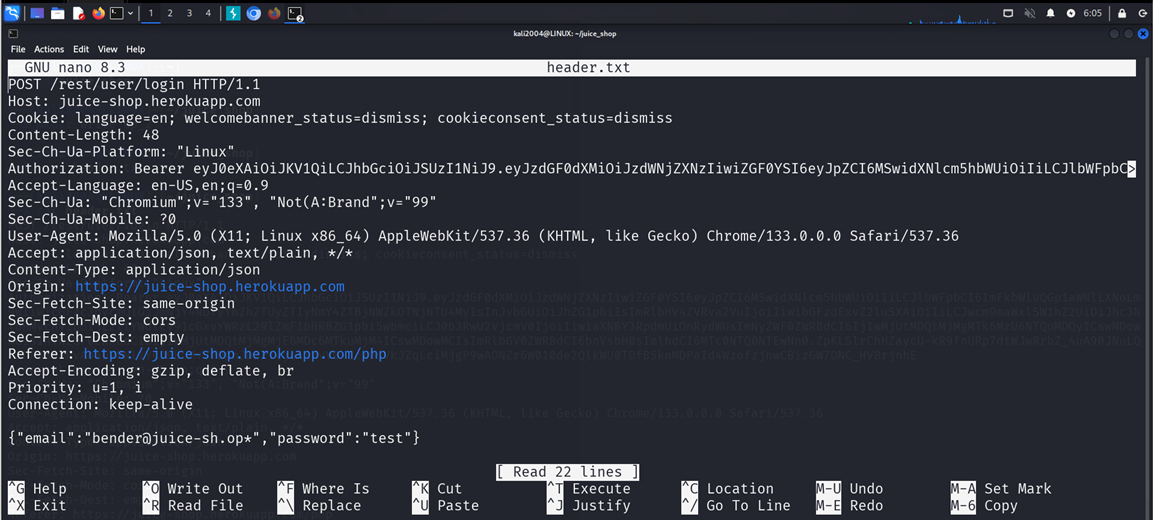 1 2 3 4 2 6:05
kali2004@LINUX: ~/juice_shop
File Actions Edit View Help
GNU nano 8.3 header.txt
POST /rest/user/login HTTP/1.1
Host: juice-shop.herokuapp.com
Cookie: language=en; welcomebanner_status=dismiss; cookieconsent_status=dismiss
Content-Length: 48
Sec-Ch-Ua-Platform: "Linux"
Authorization: Bearer eyJ0eXAiOiJKV1QiLCJhbGciOiJSUzI1NiJ9.eyJzdGF0dXMiOiJzdWNjZXNzIiwiZGF0YSI6eyJpZCI6MSwidXNlcm5hbWUiOiIiLCJlbWFpbC>
Accept-Language: en-US,en;q=0.9
Sec-Ch-Ua: "Chromium";v="133", "Not(A:Brand";v="99"
Sec-Ch-Ua-Mobile: ?0
User-Agent: Mozilla/5.0 (X11; Linux x86_64) AppleWebKit/537.36 (KHTML, like Gecko) Chrome/133.0.0.0 Safari/537.36
Accept: application/json, text/plain, */*
Content-Type: application/json
Origin: https://juice-shop.herokuapp.com
Sec-Fetch-Site: same-origin
Sec-Fetch-Mode: cors
Sec-Fetch-Dest: empty
Referer: https://juice-shop.herokuapp.com/php
Accept-Encoding: gzip, deflate, br
Priority: u=1, i
Connection: keep-alive
{"email":"bender@juice-sh.op*","password":"test"}
[ Read 22 lines ]
^G Help ^O Write Out ^F Where Is ^K Cut ^T Execute ^C Location M-U Undo M-A Set Mark
^X Exit ^R Read File ^\ Replace ^U Paste ^J Justify ^/ Go To Line M-E Redo M-6 Copy